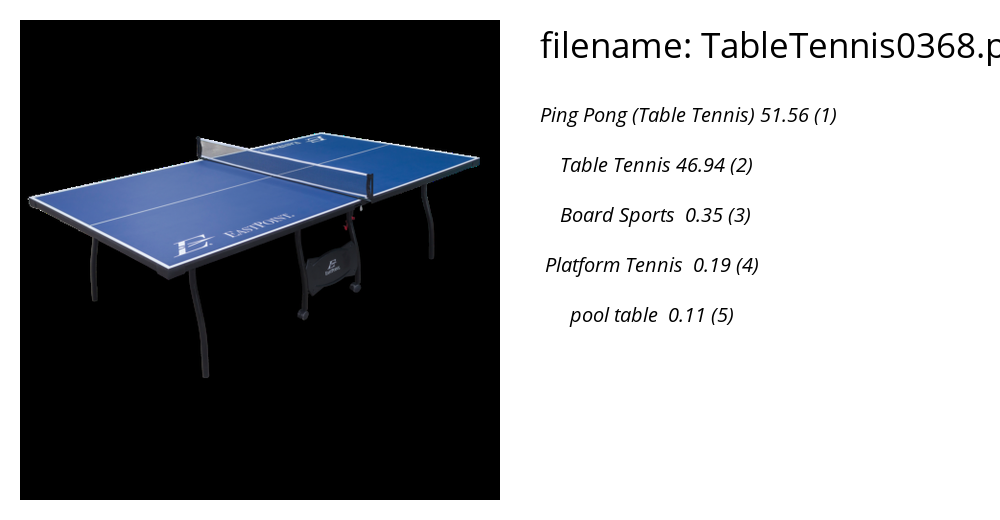 filename: TableTennis0368.p
Ping Pong (Table Tennis) 51.56 (1)
Table Tennis 46.94 (2)
Board Sports 0.35 (3)
Platform Tennis 0.19 (4)
pool table 0.11 (5)
E EASTPOINT